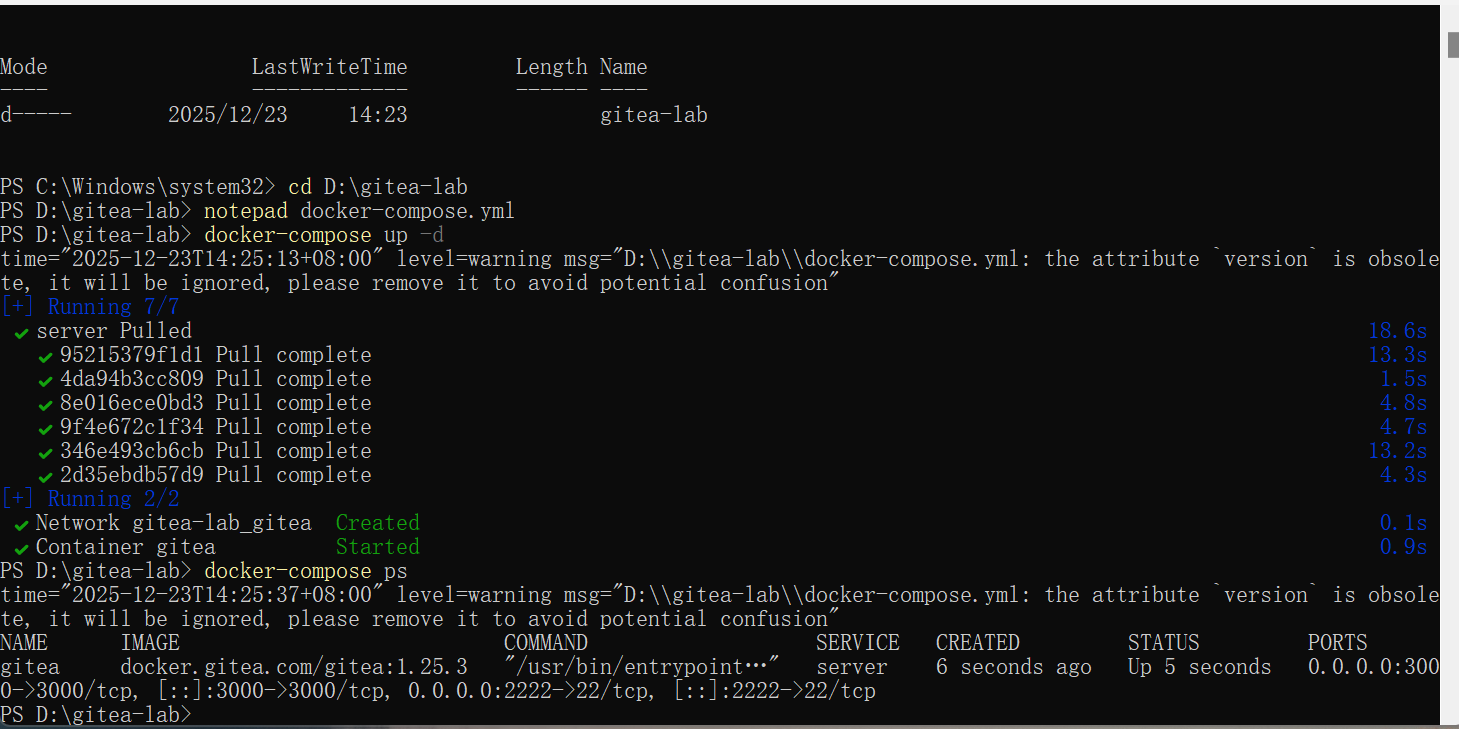 Mode                 LastWriteTime         Length Name
----                 -------------         ------ ----
d-----        2025/12/23     14:23                gitea-lab
PS C:\Windows\system32> cd D:\gitea-lab
PS D:\gitea-lab> notepad docker-compose.yml
PS D:\gitea-lab> docker-compose up -d
time="2025-12-23T14:25:13+08:00" level=warning msg="D:\\gitea-lab\\docker-compose.yml: the attribute `version` is obsole
te, it will be ignored, please remove it to avoid potential confusion"
[+] Running 7/7
✔ server Pulled 18.6s
✔ 95215379f1d1 Pull complete 13.3s
✔ 4da94b3cc809 Pull complete 1.5s
✔ 8e016ece0bd3 Pull complete 4.8s
✔ 9f4e672c1f34 Pull complete 4.7s
✔ 346e493cb6cb Pull complete 13.2s
✔ 2d35ebdb57d9 Pull complete 4.3s
[+] Running 2/2
✔ Network gitea-lab_gitea  Created 0.1s
✔ Container gitea          Started 0.9s
PS D:\gitea-lab> docker-compose ps
time="2025-12-23T14:25:37+08:00" level=warning msg="D:\\gitea-lab\\docker-compose.yml: the attribute `version` is obsole
te, it will be ignored, please remove it to avoid potential confusion"
NAME      IMAGE                           COMMAND                   SERVICE   CREATED         STATUS         PORTS
gitea     docker.gitea.com/gitea:1.25.3   "/usr/bin/entrypoint…"   server    6 seconds ago   Up 5 seconds   0.0.0.0:300
0->3000/tcp, [::]:3000->3000/tcp, 0.0.0.0:2222->22/tcp, [::]:2222->22/tcp
PS D:\gitea-lab>